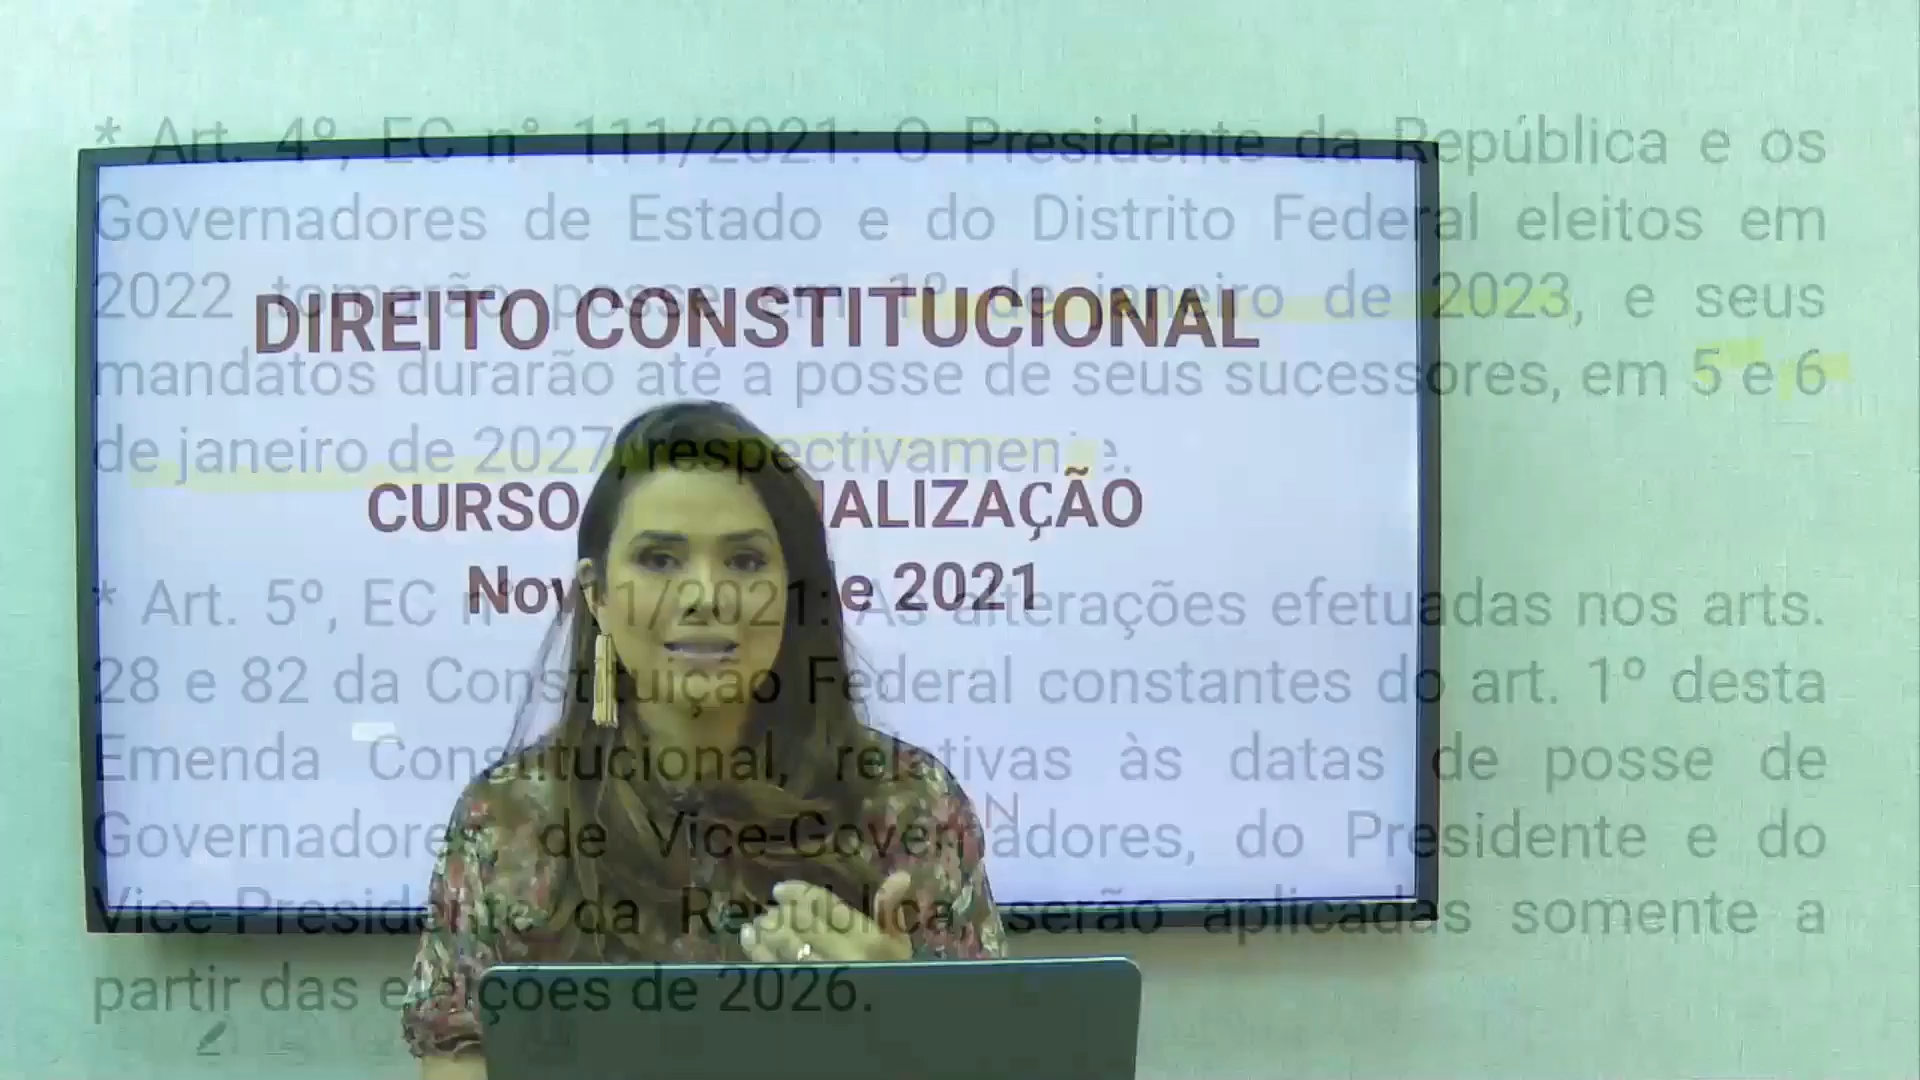 * Art. 4º, EC n° 111/2021: O Presidente da República e os
Governadores de Estado e do Distrito Federal eleitos em
2022 tomarão posse em 1º de janeiro de 2023, e seus
mandatos durarão até a posse de seus sucessores, em 5 e 6
de janeiro de 2027, respectivamente.
* Art. 5º, EC nº 111/2021: As alterações efetuadas nos arts.
28 e 82 da Constituição Federal constantes do art. 1º desta
Emenda Constitucional, relativas às datas de posse de
Governadores, de Vice-Governadores, do Presidente e do
Vice-Presidente da República, serão aplicadas somente a
partir das eleições de 2026.
DIREITO CONSTITUCIONAL
CURSO ALIZAÇÃO
Nov e 2021